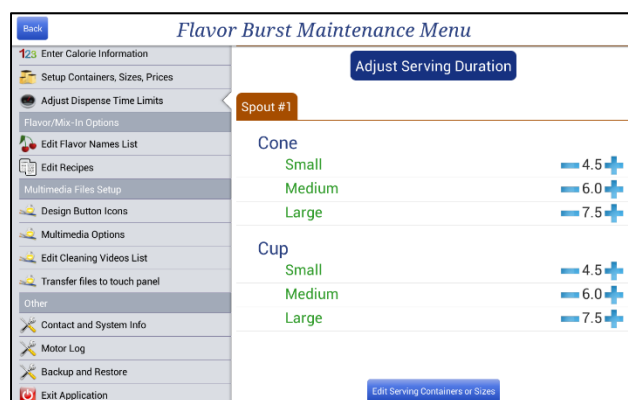 Back
Flavor Burst Maintenance Menu
123 Enter Calorie Information
Setup Containers, Sizes, Prices
Adjust Dispense Time Limits
Flavor/Mix-In Options
Edit Flavor Names List
Edit Recipes
Multimedia Files Setup
Design Button Icons
Multimedia Options
Edit Cleaning Videos List
Transfer files to touch panel
Other
Contact and System Info
Motor Log
Backup and Restore
Exit Application
Adjust Serving Duration
Spout #1
Cone
Small 4.5
Medium 6.0
Large 7.5
Cup
Small 4.5
Medium 6.0
Large 7.5
Edit Serving Containers or Sizes